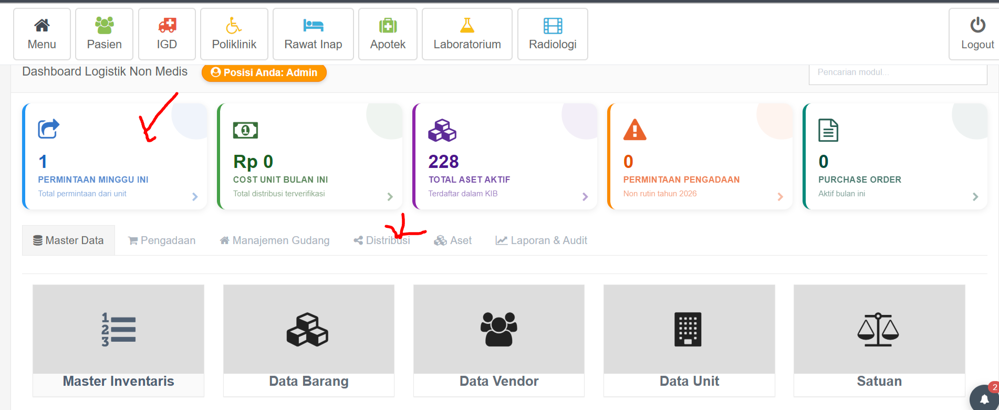 Menu
Pasien
IGD
Poliklinik
Rawat Inap
Apotek
Laboratorium
Radiologi
Logout
Dashboard Logistik Non Medis
Posisi Anda: Admin
Pencarian modul...
1
PERMINTAAN MINGGU INI
Total permintaan dari unit
Rp 0
COST UNIT BULAN INI
Total distribusi terverifikasi
228
TOTAL ASET AKTIF
Terdaftar dalam KIB
0
PERMINTAAN PENGADAAN
Non rutin tahun 2026
0
PURCHASE ORDER
Aktif bulan ini
Master Data
Pengadaan
Manajemen Gudang
Distribusi
Aset
Laporan & Audit
Master Inventaris
Data Barang
Data Vendor
Data Unit
Satuan
2